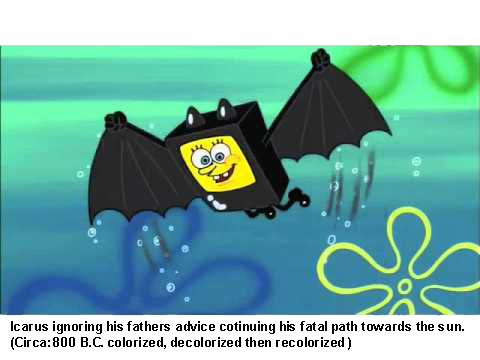 Icarus ignoring his fathers advice cotinuing his fatal path towards the sun.
(Circa:800 B.C. colorized, decolorized then recolorized )